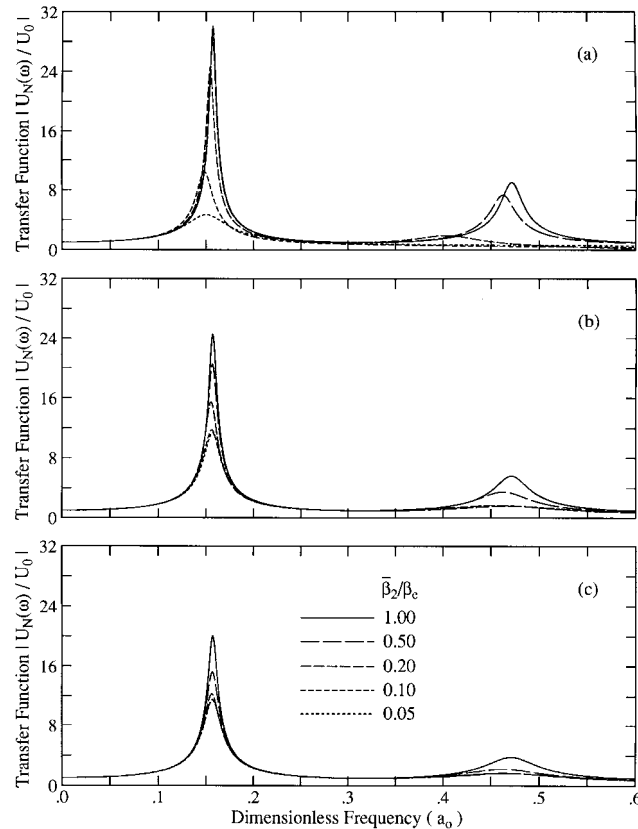 32
24
16
8
0
Transfer Function | U_N(ω) / U_0 |
(a)
32
24
16
8
0
Transfer Function | U_N(ω) / U_0 |
(b)
32
24
16
8
0
Transfer Function | U_N(ω) / U_0 |
(c)
β̅₂/β_c
1.00
0.50
0.20
0.10
0.05
.0 .1 .2 .3 .4 .5 .6
Dimensionless Frequency ( a_o )